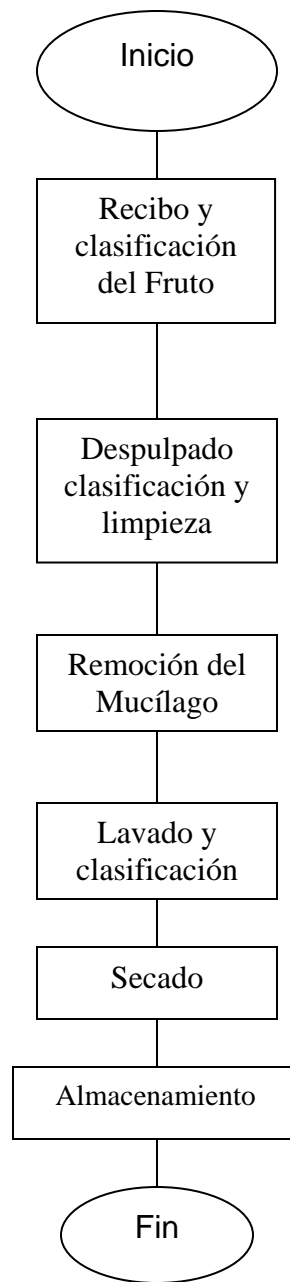 Inicio
Recibo y
clasificación
del Fruto
Despulpado
clasificación y
limpieza
Remoción del
Mucílago
Lavado y
clasificación
Secado
Almacenamiento
Fin